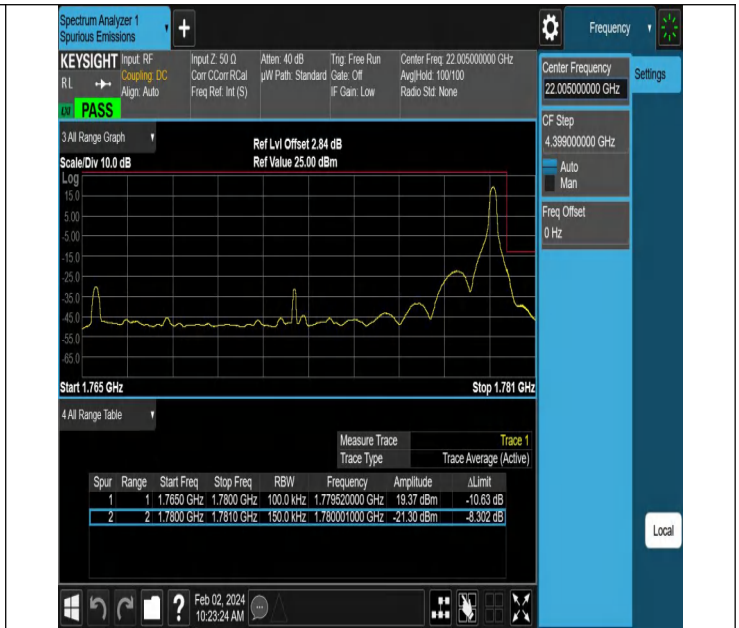 Spectrum Analyzer 1
Spurious Emissions
+
Frequency
KEYSIGHT Input: RF Input Z: 50 Ω Atten: 40 dB Trig: Free Run Center Freq: 22.005000000 GHz
RL Coupling: DC Corr CCorr RCal µW Path: Standard Gate: Off Avg|Hold: 100/100
Align: Auto Freq Ref: Int (S) IF Gain: Low Radio Std: None
PASS
Center Frequency
22.005000000 GHz
Settings
CF Step
4.399000000 GHz
Auto
Man
Freq Offset
0 Hz
3 All Range Graph
Ref Lvl Offset 2.84 dB
Scale/Div 10.0 dB Ref Value 25.00 dBm
Log
15.0
5.00
-5.00
-15.0
-25.0
-35.0
-45.0
-55.0
-65.0
Start 1.765 GHz Stop 1.781 GHz
4 All Range Table
Measure Trace Trace 1
Trace Type Trace Average (Active)
Spur Range Start Freq Stop Freq RBW Frequency Amplitude ΔLimit
1 1 1.7650 GHz 1.7800 GHz 100.0 kHz 1.779520000 GHz 19.37 dBm -10.63 dB
2 2 1.7800 GHz 1.7810 GHz 150.0 kHz 1.780001000 GHz -21.30 dBm -8.302 dB
Local
? Feb 02, 2024
10:23:24 AM